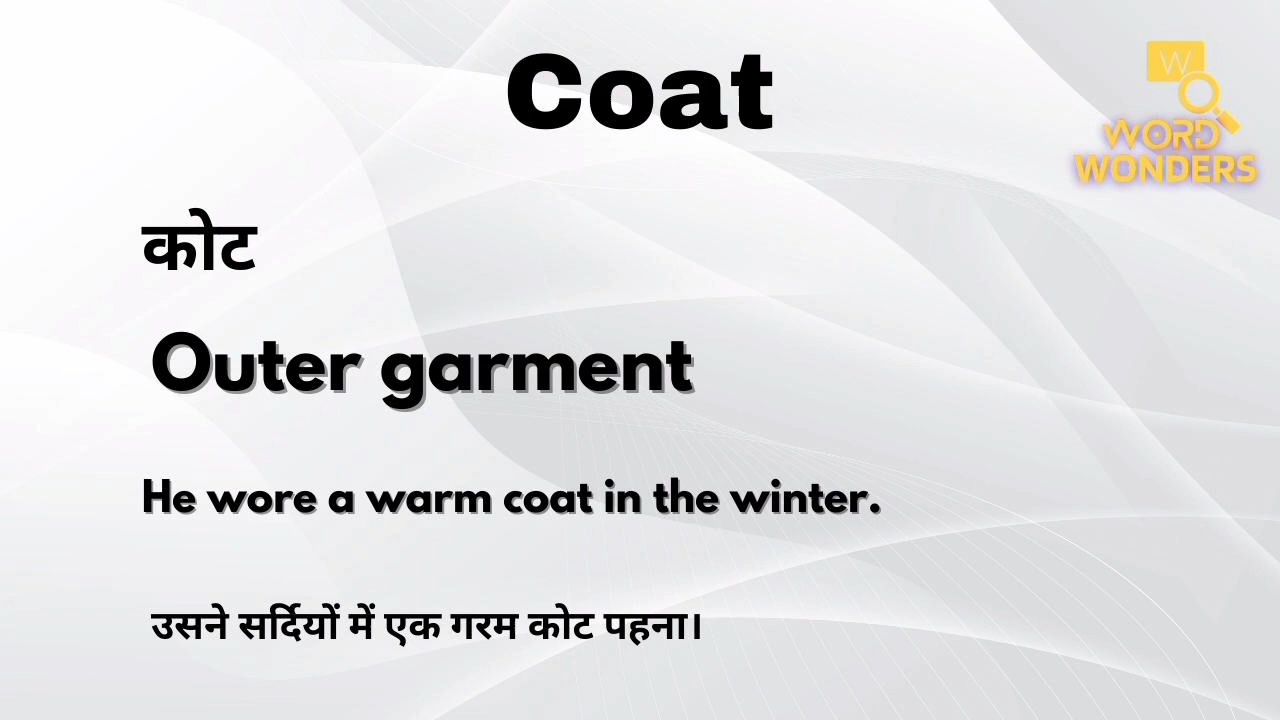 Coat
W
WORD
WONDERS
कोट
Outer garment
He wore a warm coat in the winter.
उसने सर्दियों में एक गरम कोट पहना।